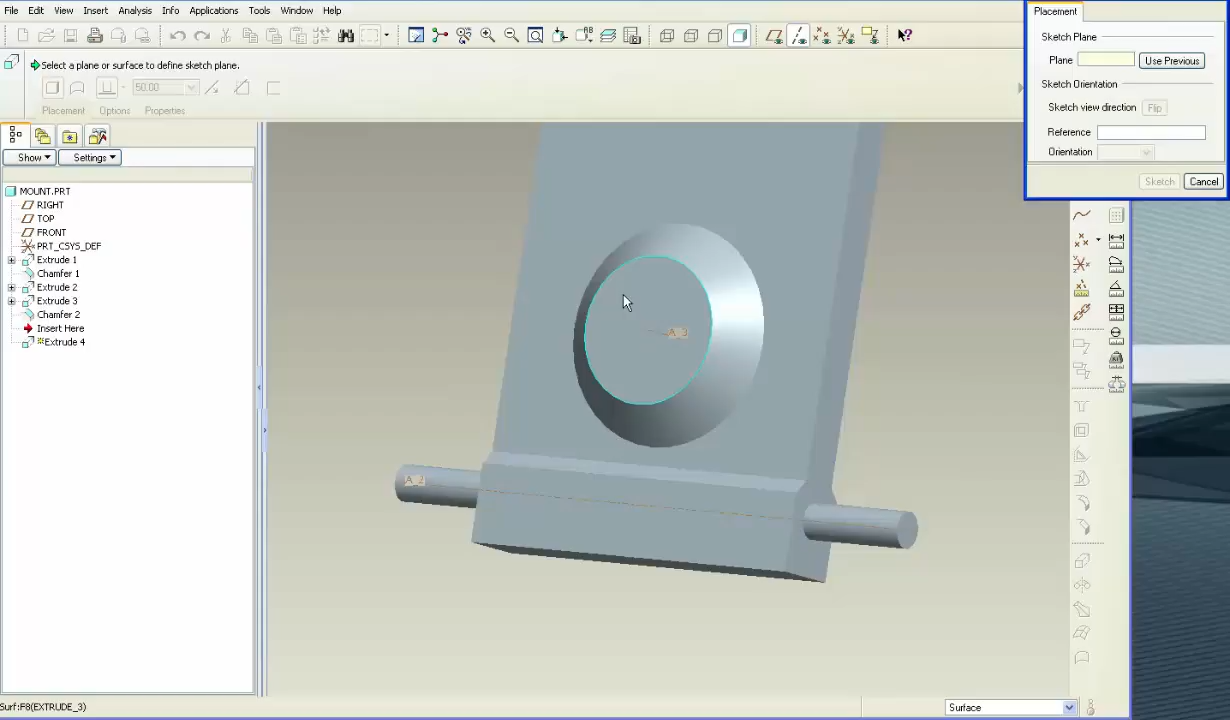 File Edit View Insert Analysis Info Applications Tools Window Help
Select a plane or surface to define sketch plane.
50.00
Placement Options Properties
Show Settings
MOUNT.PRT
RIGHT
TOP
FRONT
PRT_CSYS_DEF
Extrude 1
Chamfer 1
Extrude 2
Extrude 3
Chamfer 2
Insert Here
Extrude 4
A_2
Placement
Sketch Plane
Plane Use Previous
Sketch Orientation
Sketch view direction Flip
Reference
Orientation
Sketch Cancel
Surf:F8(EXTRUDE_3)
Surface